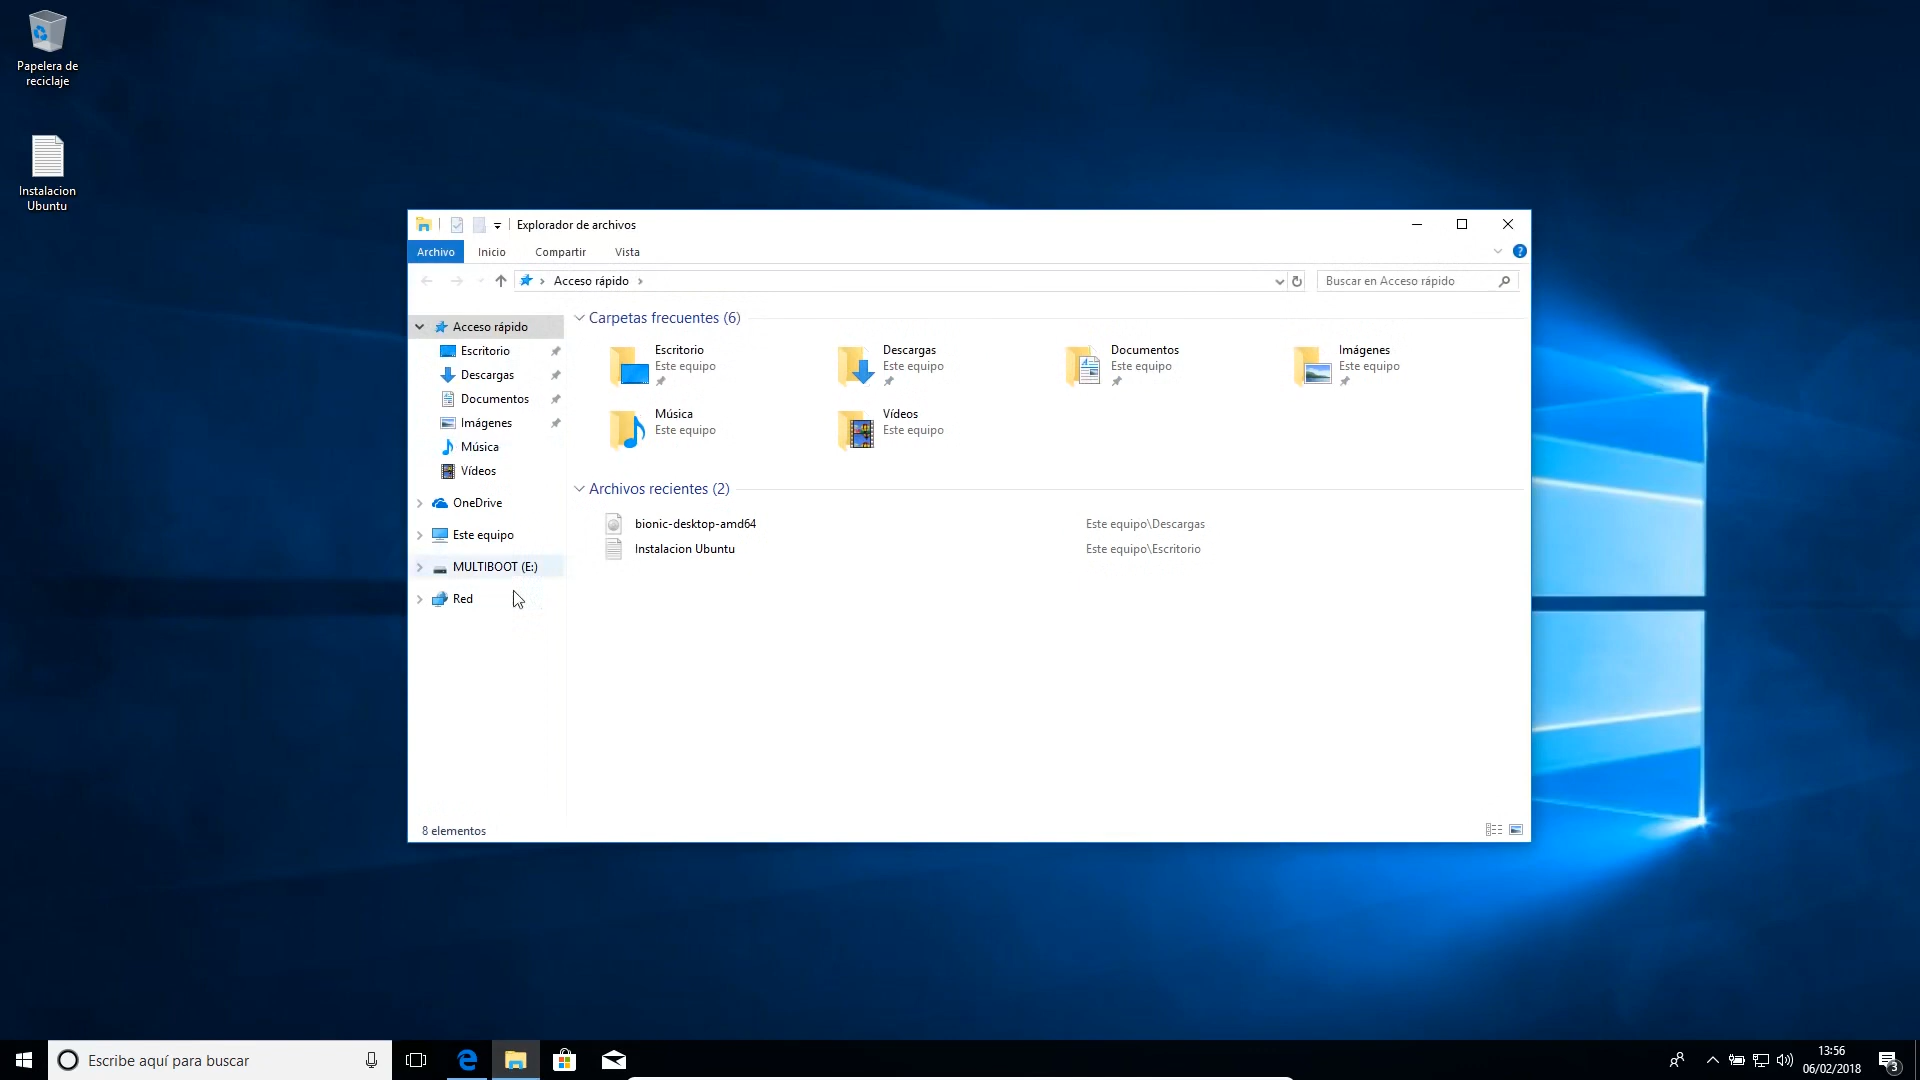 Papelera de
reciclaje
Instalacion
Ubuntu
Explorador de archivos
Archivo
Inicio
Compartir
Vista
?
Acceso rápido
Buscar en Acceso rápido
Acceso rápido
Escritorio
Descargas
Documentos
Imágenes
Música
Vídeos
OneDrive
Este equipo
MULTIBOOT (E:)
Red
Carpetas frecuentes (6)
Escritorio
Este equipo
Descargas
Este equipo
Documentos
Este equipo
Imágenes
Este equipo
Música
Este equipo
Vídeos
Este equipo
Archivos recientes (2)
bionic-desktop-amd64
Este equipo\Descargas
Instalacion Ubuntu
Este equipo\Escritorio
8 elementos
Escribe aquí para buscar
13:56
06/02/2018
3